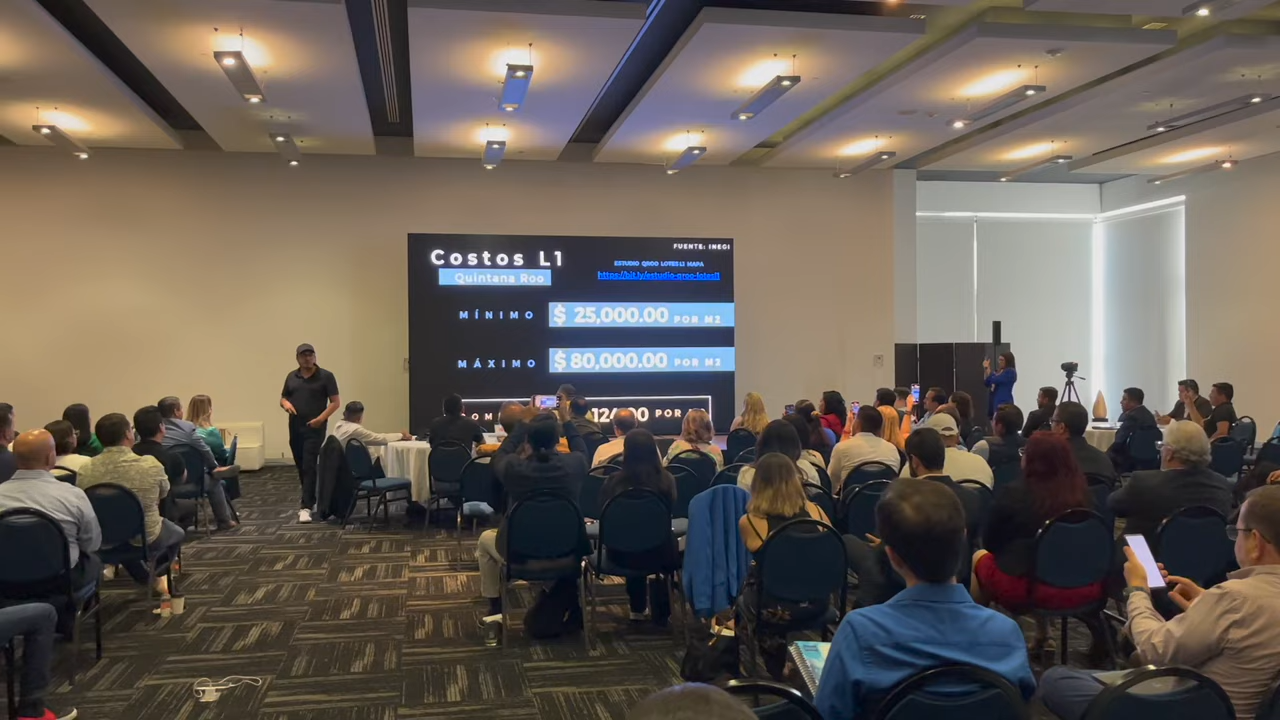 FUENTE: INEGI
Costos L1
Quintana Roo
ESTUDIO QROO LOTES L1 MAPA
https://bit.ly/estudio-qroo-lotesl1
MÍNIMO $ 25,000.00 POR M2
MÁXIMO $ 80,000.00 POR M2
POR